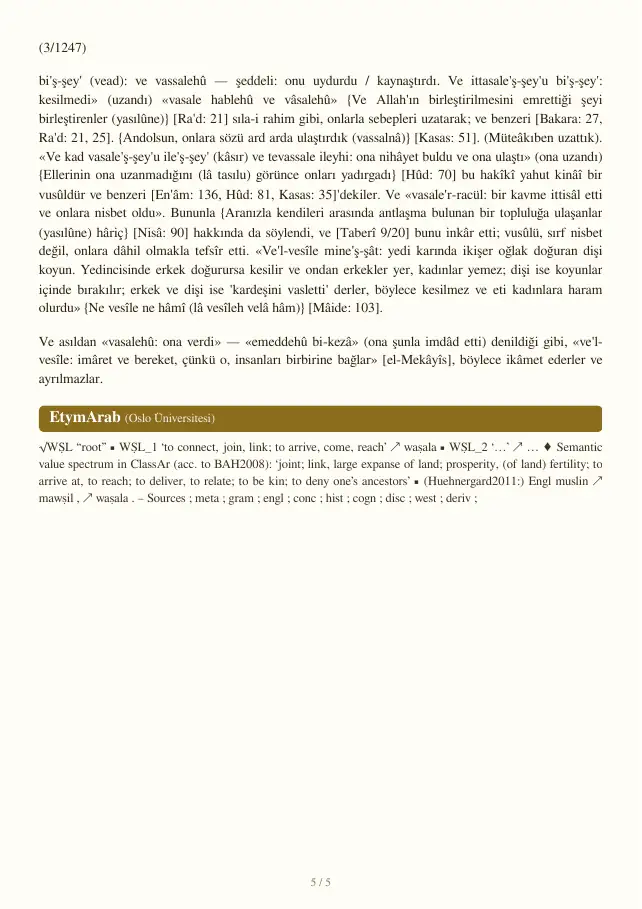 (3/1247)
bi'ş-şey' (vead): ve vassalehû — şeddeli: onu uydurdu / kaynaştırdı. Ve ittasale'ş-şey'u bi'ş-şey':
kesilmedi» (uzandı) «vasale hablehû ve vâsalehû» {Ve Allah'ın birleştirilmesini emrettiği şeyi
birleştirenler (yasılûne)} [Ra'd: 21] sıla-i rahim gibi, onlarla sebepleri uzatarak; ve benzeri [Bakara: 27,
Ra'd: 21, 25]. {Andolsun, onlara sözü ard arda ulaştırdık (vassalnâ)} [Kasas: 51]. (Müteâkıben uzattık).
«Ve kad vasale'ş-şey'u ile'ş-şey' (kâsır) ve tevassale ileyhi: ona nihâyet buldu ve ona ulaştı» (ona uzandı)
{Ellerinin ona uzanmadığını (lâ tasılu) görünce onları yadırgadı} [Hûd: 70] bu hakîkî yahut kinâî bir
vusûldür ve benzeri [En'âm: 136, Hûd: 81, Kasas: 35]'dekiler. Ve «vasale'r-racül: bir kavme ittisâl etti
ve onlara nisbet oldu». Bununla {Aranızla kendileri arasında antlaşma bulunan bir topluluğa ulaşanlar
(yasılûne) hâriç} [Nisâ: 90] hakkında da söylendi, ve [Taberî 9/20] bunu inkâr etti; vusûlü, sırf nisbet
değil, onlara dâhil olmakla tefsîr etti. «Ve'l-vesîle mine'ş-şât: yedi karında ikişer oğlak doğuran dişi
koyun. Yedincisinde erkek doğurursa kesilir ve ondan erkekler yer, kadınlar yemez; dişi ise koyunlar
içinde bırakılır; erkek ve dişi ise 'kardeşini vasletti' derler, böylece kesilmez ve eti kadınlara haram
olurdu» {Ne vesîle ne hâmî (lâ vesîleh velâ hâm)} [Mâide: 103].
Ve asıldan «vasalehû: ona verdi» — «emeddehû bi-kezâ» (ona şunla imdâd etti) denildiği gibi, «ve'l-
vesîle: imâret ve bereket, çünkü o, insanları birbirine bağlar» [el-Mekâyîs], böylece ikâmet ederler ve
ayrılmazlar.
EtymArab (Oslo Üniversitesi)
√WṢL “root” ▪ WṢL_1 ‘to connect, join, link; to arrive, come, reach’ ↗ waṣala ▪ WṢL_2 ‘…’ ↗ … ♦ Semantic
value spectrum in ClassAr (acc. to BAH2008): ‘joint; link, large expanse of land; prosperity, (of land) fertility; to
arrive at, to reach; to deliver, to relate; to be kin; to deny one’s ancestors’ ▪ (Huehnergard2011:) Engl muslin ↗
mawṣil , ↗ waṣala . – Sources ; meta ; gram ; engl ; conc ; hist ; cogn ; disc ; west ; deriv ;
5 / 5